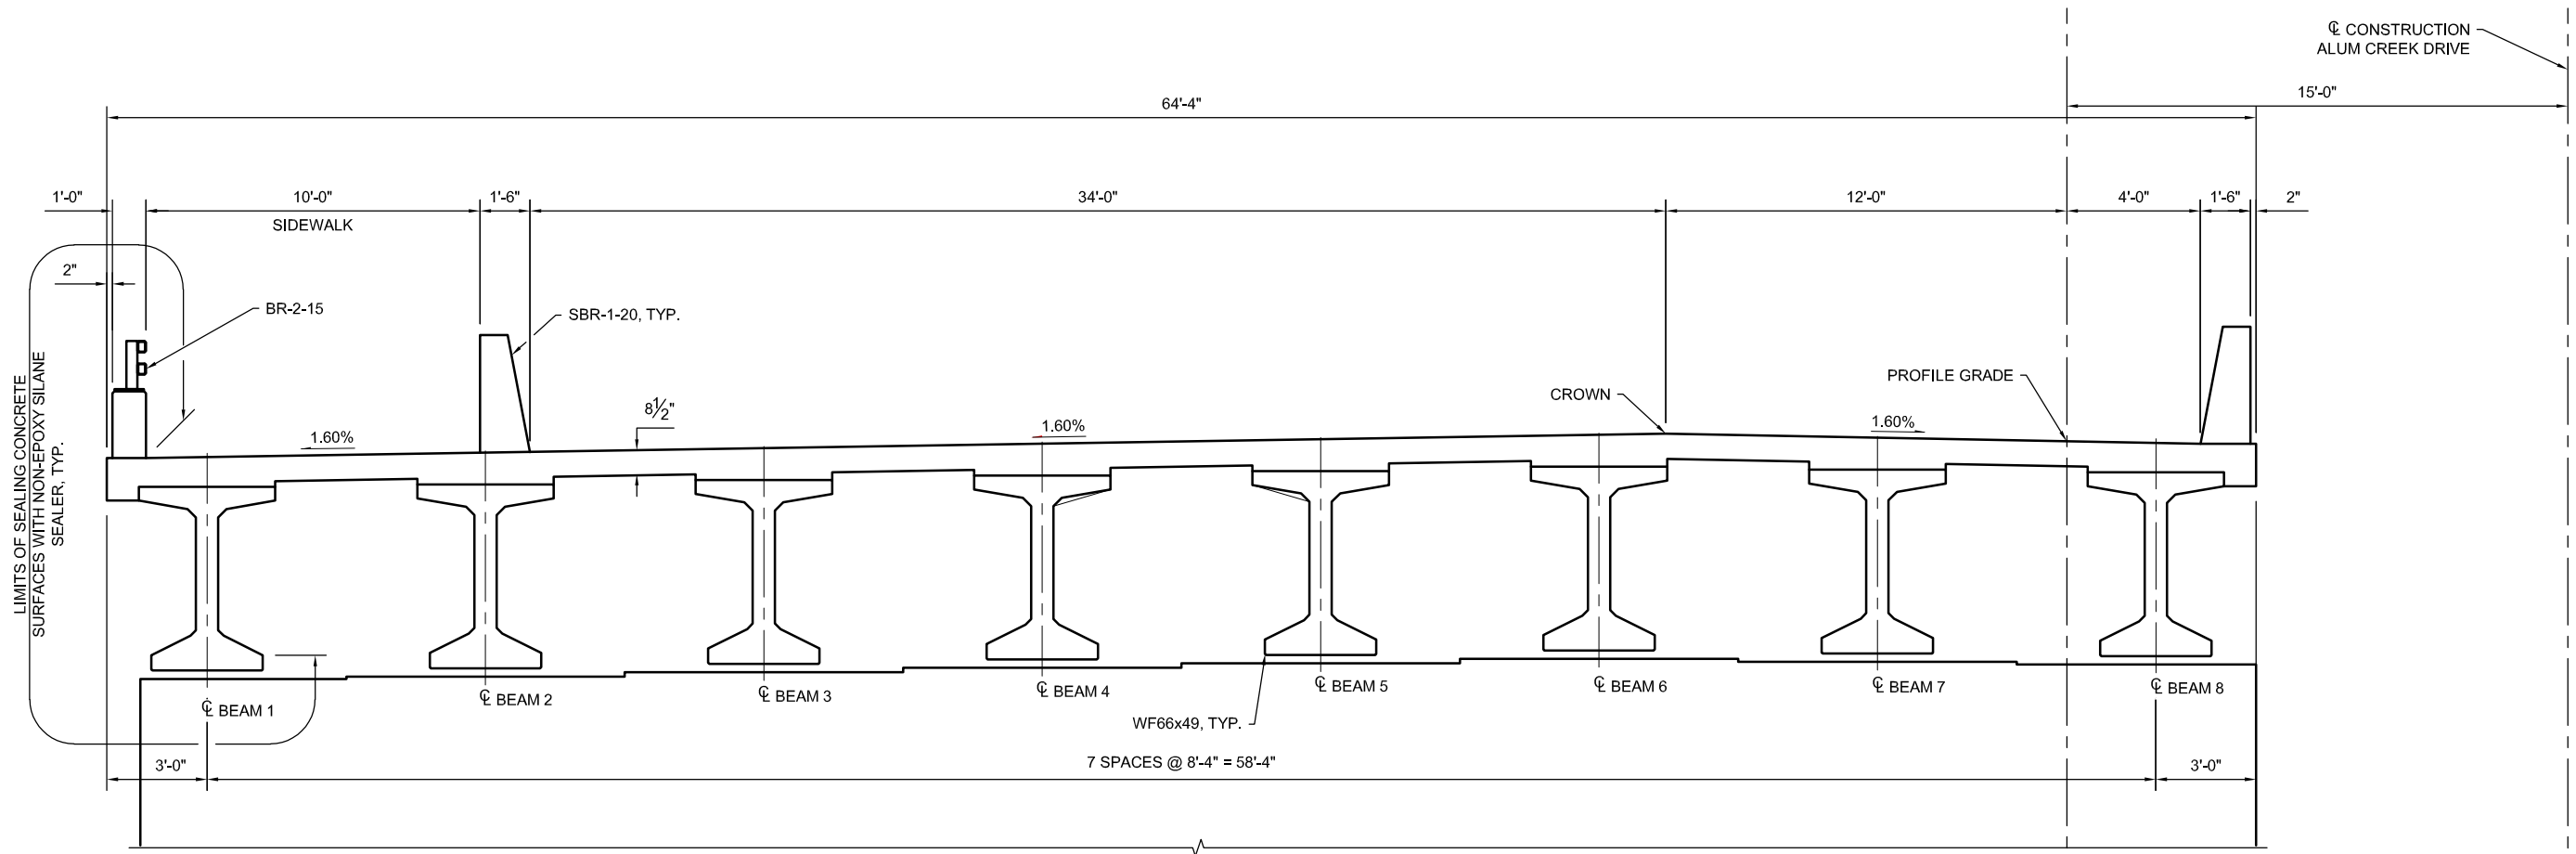 ℄ CONSTRUCTION
ALUM CREEK DRIVE
15'-0"
64'-4"
1'-0"
10'-0"
SIDEWALK
1'-6"
34'-0"
12'-0"
4'-0"
1'-6"
2"
2"
BR-2-15
SBR-1-20, TYP.
LIMITS OF SEALING CONCRETE
SURFACES WITH NON-EPOXY SILANE
SEALER, TYP.
CROWN
PROFILE GRADE
8½"
1.60%
1.60%
1.60%
℄ BEAM 1
℄ BEAM 2
℄ BEAM 3
℄ BEAM 4
℄ BEAM 5
℄ BEAM 6
℄ BEAM 7
℄ BEAM 8
WF66x49, TYP.
3'-0"
7 SPACES @ 8'-4" = 58'-4"
3'-0"